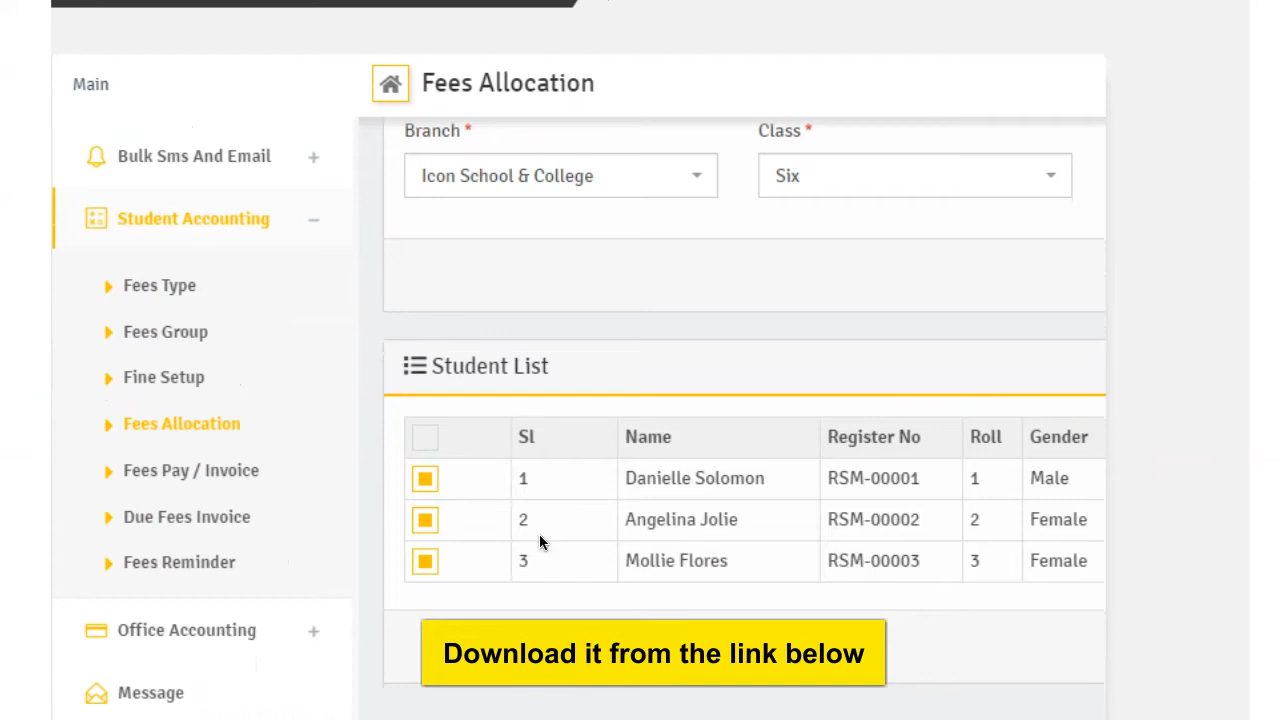 Main
Bulk Sms And Email +
Student Accounting −
Fees Type
Fees Group
Fine Setup
Fees Allocation
Fees Pay / Invoice
Due Fees Invoice
Fees Reminder
Office Accounting +
Message
Fees Allocation
Branch * Class *
Icon School & College Six
Student List
Sl Name Register No Roll Gender
1 Danielle Solomon RSM-00001 1 Male
2 Angelina Jolie RSM-00002 2 Female
3 Mollie Flores RSM-00003 3 Female
Download it from the link below